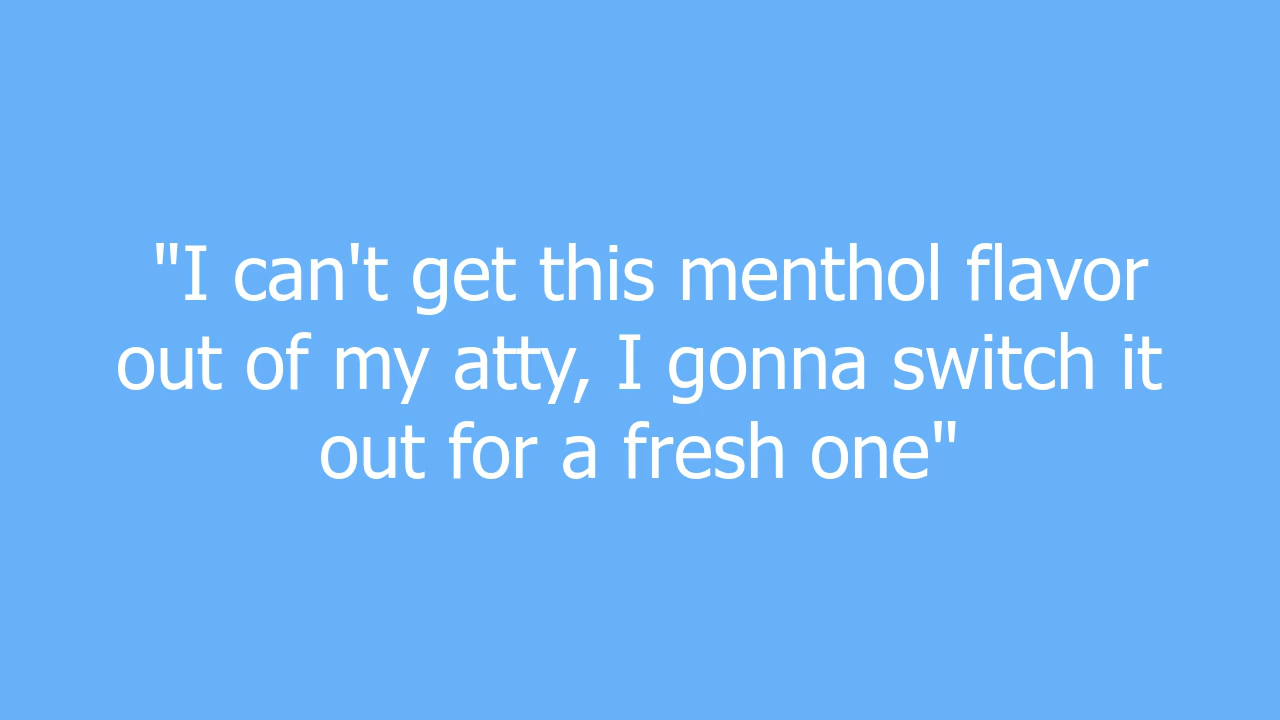 "I can't get this menthol flavor
out of my atty, I gonna switch it
out for a fresh one"